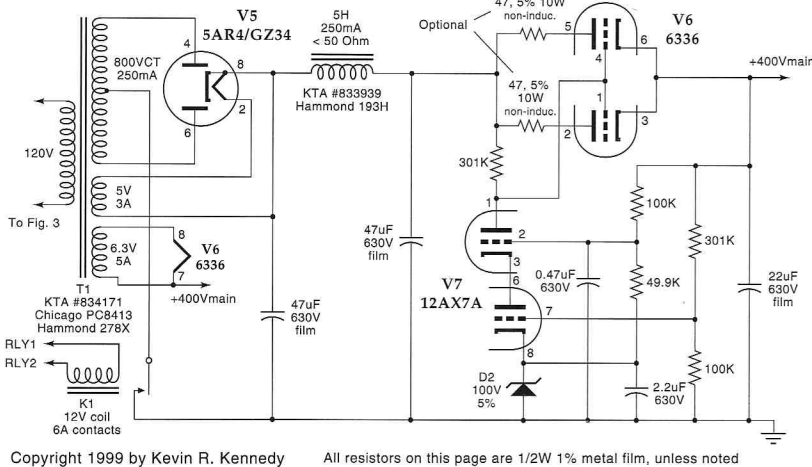 V5
5AR4/GZ34
5H
250mA
< 50 Ohm
KTA #833939
Hammond 193H
47, 5% 10W
non-induc.
Optional
V6
6336
5
6
4
1
2
3
47, 5%
10W
non-induc.
+400Vmain
800VCT
250mA
4
8
2
6
120V
To Fig. 3
5V
3A
6.3V
5A
8
7
V6
6336
+400Vmain
T1
KTA #834171
Chicago PC8413
Hammond 278X
RLY1
RLY2
K1
12V coil
6A contacts
47uF
630V
film
47uF
630V
film
301K
1
2
3
V7
12AX7A
6
7
8
0.47uF
630V
100K
49.9K
301K
100K
22uF
630V
film
D2
100V
5%
2.2uF
630V
Copyright 1999 by Kevin R. Kennedy
All resistors on this page are 1/2W 1% metal film, unless noted